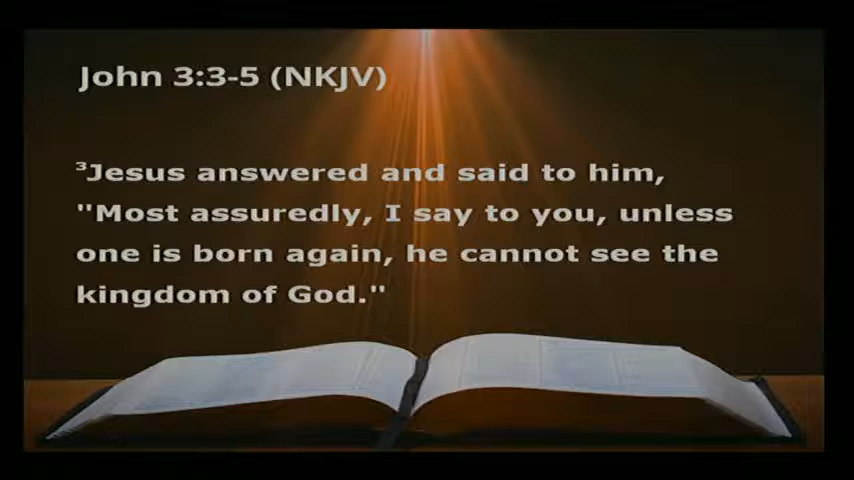 John 3:3-5 (NKJV)
³Jesus answered and said to him,
"Most assuredly, I say to you, unless
one is born again, he cannot see the
kingdom of God."